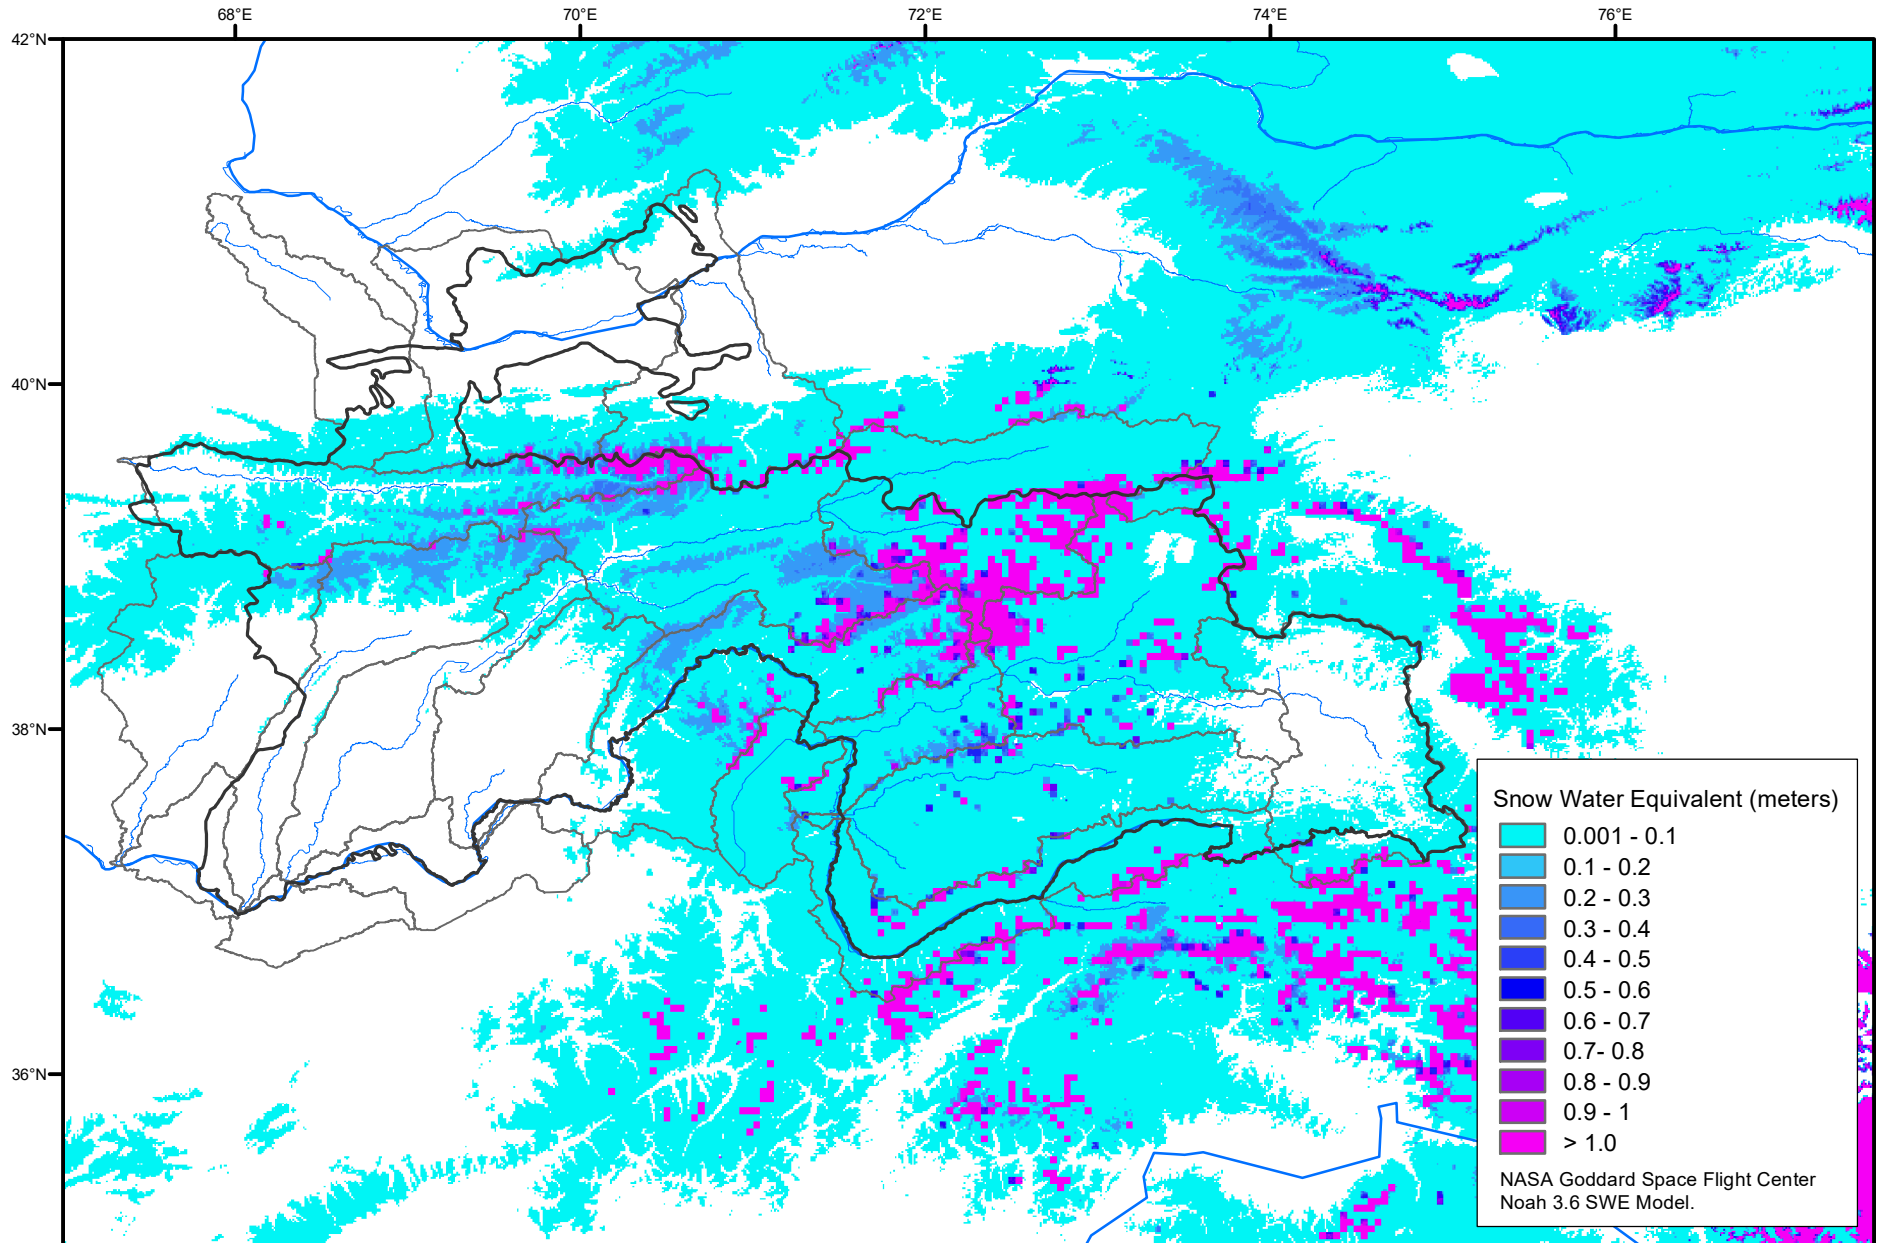 68°E 70°E 72°E 74°E 76°E
42°N
40°N
38°N
36°N
Snow Water Equivalent (meters)
0.001 - 0.1
0.1 - 0.2
0.2 - 0.3
0.3 - 0.4
0.4 - 0.5
0.5 - 0.6
0.6 - 0.7
0.7- 0.8
0.8 - 0.9
0.9 - 1
> 1.0
NASA Goddard Space Flight Center
Noah 3.6 SWE Model.